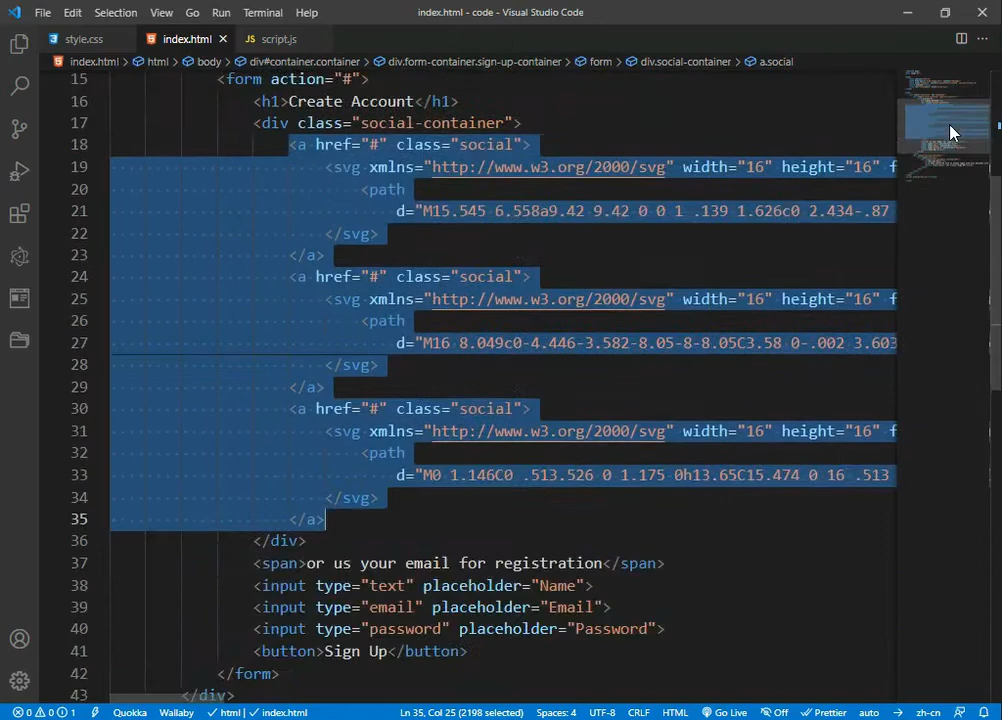 File Edit Selection View Go Run Terminal Help index.html - code - Visual Studio Code
style.css index.html script.js
index.html > html > body > div#container.container > div.form-container.sign-up-container > form > div.social-container > a.social
15 <form action="#">
16 <h1>Create Account</h1>
17 <div class="social-container">
18 <a href="#" class="social">
19 <svg xmlns="http://www.w3.org/2000/svg" width="16" height="16" f
20 <path
21 d="M15.545 6.558a9.42 9.42 0 0 1 .139 1.626c0 2.434-.87
22 </svg>
23 </a>
24 <a href="#" class="social">
25 <svg xmlns="http://www.w3.org/2000/svg" width="16" height="16" f
26 <path
27 d="M16 8.049c0-4.446-3.582-8.05-8-8.05C3.58 0-.002 3.603
28 </svg>
29 </a>
30 <a href="#" class="social">
31 <svg xmlns="http://www.w3.org/2000/svg" width="16" height="16" f
32 <path
33 d="M0 1.146C0 .513.526 0 1.175 0h13.65C15.474 0 16 .513
34 </svg>
35 </a>
36 </div>
37 <span>or us your email for registration</span>
38 <input type="text" placeholder="Name">
39 <input type="email" placeholder="Email">
40 <input type="password" placeholder="Password">
41 <button>Sign Up</button>
42 </form>
43 </div>
0 0 1 Quokka Wallaby html | index.html Ln 35, Col 25 (2198 selected) Spaces: 4 UTF-8 CRLF HTML Go Live Off Prettier auto zh-cn